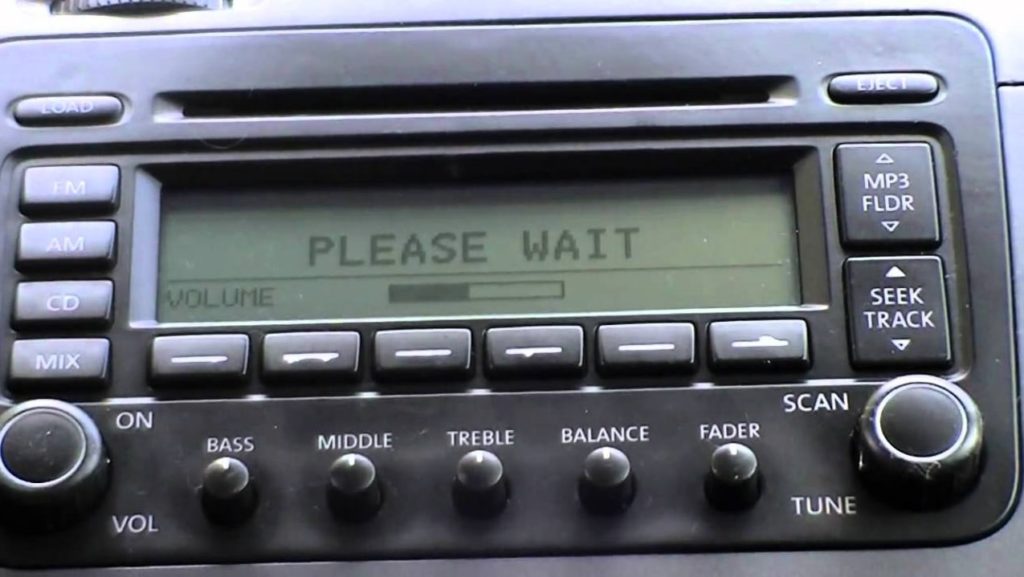 LOAD
EJECT
FM
AM
CD
MIX
PLEASE WAIT
VOLUME
MP3
FLDR
SEEK
TRACK
ON
VOL
BASS
MIDDLE
TREBLE
BALANCE
FADER
SCAN
TUNE